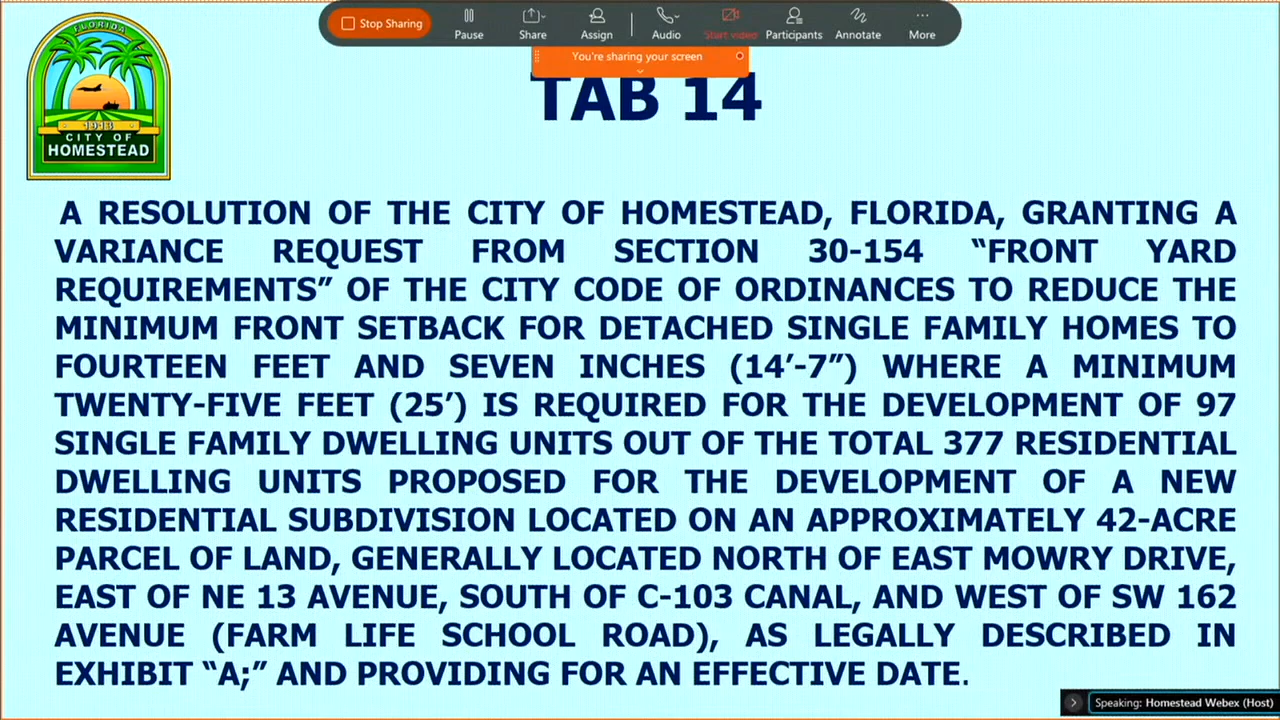 Stop Sharing
Pause
Share
Assign
Audio
Start video
Participants
Annotate
More
You're sharing your screen
FLORIDA
1913
CITY OF
HOMESTEAD
TAB 14
A RESOLUTION OF THE CITY OF HOMESTEAD, FLORIDA, GRANTING A
VARIANCE REQUEST FROM SECTION 30-154 “FRONT YARD
REQUIREMENTS” OF THE CITY CODE OF ORDINANCES TO REDUCE THE
MINIMUM FRONT SETBACK FOR DETACHED SINGLE FAMILY HOMES TO
FOURTEEN FEET AND SEVEN INCHES (14’-7”) WHERE A MINIMUM
TWENTY-FIVE FEET (25’) IS REQUIRED FOR THE DEVELOPMENT OF 97
SINGLE FAMILY DWELLING UNITS OUT OF THE TOTAL 377 RESIDENTIAL
DWELLING UNITS PROPOSED FOR THE DEVELOPMENT OF A NEW
RESIDENTIAL SUBDIVISION LOCATED ON AN APPROXIMATELY 42-ACRE
PARCEL OF LAND, GENERALLY LOCATED NORTH OF EAST MOWRY DRIVE,
EAST OF NE 13 AVENUE, SOUTH OF C-103 CANAL, AND WEST OF SW 162
AVENUE (FARM LIFE SCHOOL ROAD), AS LEGALLY DESCRIBED IN
EXHIBIT “A;” AND PROVIDING FOR AN EFFECTIVE DATE.
Speaking: Homestead Webex (Host)